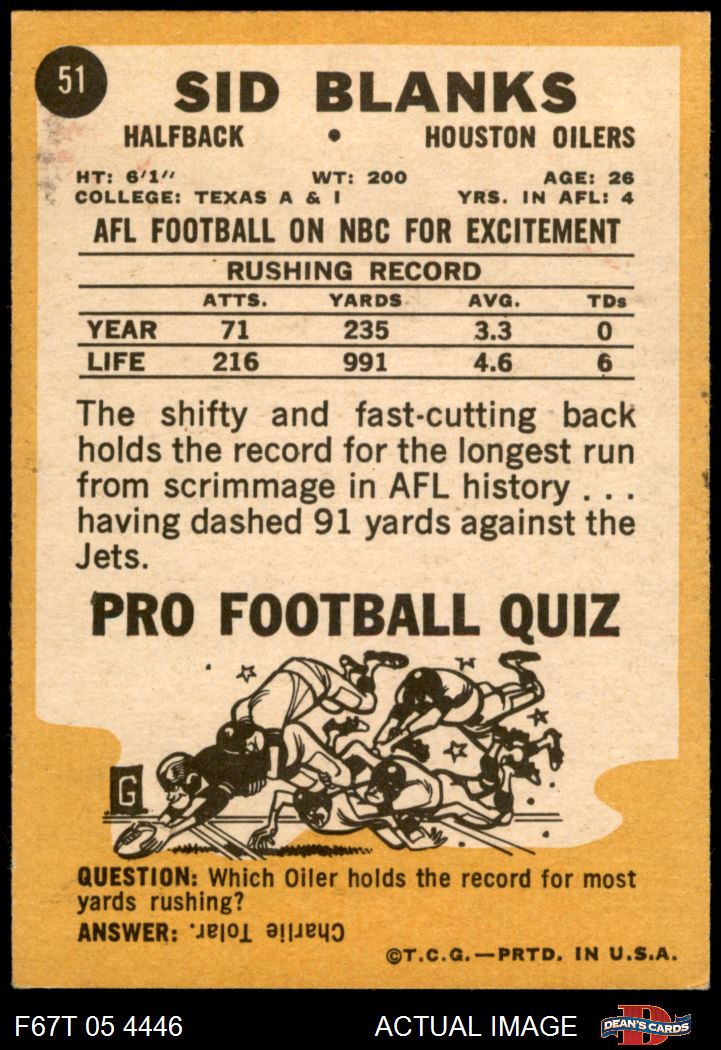 51
SID BLANKS
HALFBACK • HOUSTON OILERS
HT: 6'1" WT: 200 AGE: 26
COLLEGE: TEXAS A & I YRS. IN AFL: 4
AFL FOOTBALL ON NBC FOR EXCITEMENT
RUSHING RECORD
ATTS. YARDS AVG. TDs
YEAR 71 235 3.3 0
LIFE 216 991 4.6 6
The shifty and fast-cutting back
holds the record for the longest run
from scrimmage in AFL history . . .
having dashed 91 yards against the
Jets.
PRO FOOTBALL QUIZ
G
QUESTION: Which Oiler holds the record for most
yards rushing?
ANSWER: Charlie Tolar.
©T.C.G.—PRTD. IN U.S.A.
F67T 05 4446 ACTUAL IMAGE DEAN'S CARDS